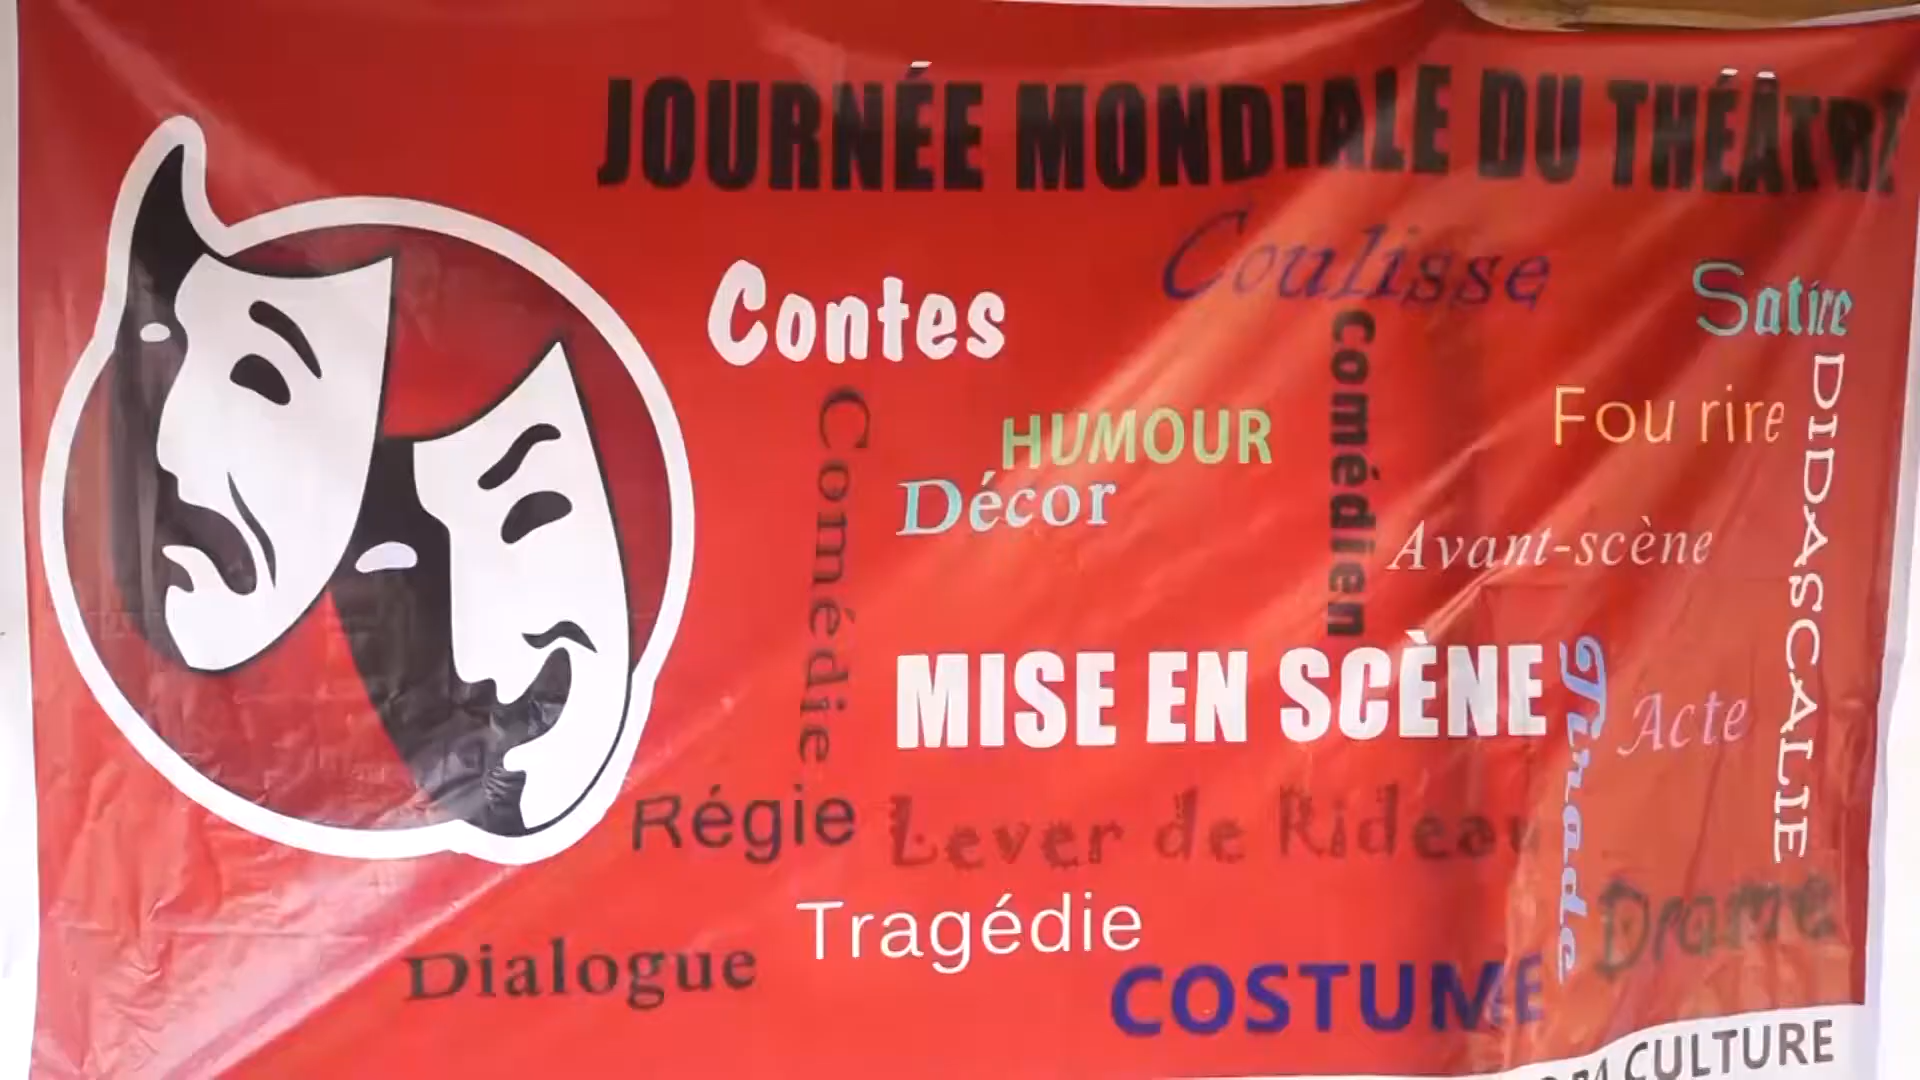 JOURNÉE MONDIALE DU THÉÂTRE
Coulisse
Contes
Satire
Comédien
DIDASCALIE
Fou rire
Comédie
HUMOUR
Décor
Avant-scène
MISE EN SCÈNE
Tirade
Acte
Régie
Lever de Rideau
Drame
Tragédie
Dialogue
COSTUME
CULTURE